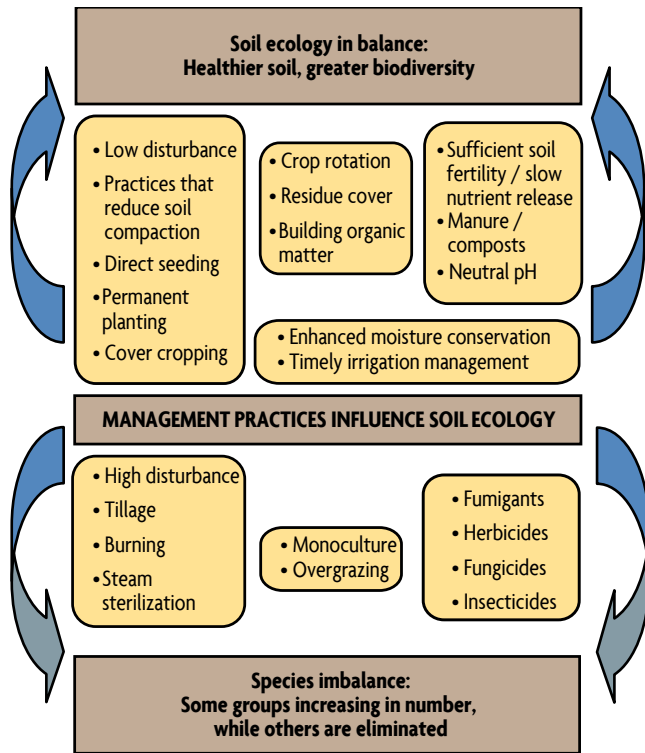 Soil ecology in balance:
Healthier soil, greater biodiversity
• Low disturbance
• Practices that
reduce soil
compaction
• Direct seeding
• Permanent
planting
• Cover cropping
• Crop rotation
• Residue cover
• Building organic
matter
• Sufficient soil
fertility / slow
nutrient release
• Manure /
composts
• Neutral pH
• Enhanced moisture conservation
• Timely irrigation management
MANAGEMENT PRACTICES INFLUENCE SOIL ECOLOGY
• High disturbance
• Tillage
• Burning
• Steam
sterilization
• Monoculture
• Overgrazing
• Fumigants
• Herbicides
• Fungicides
• Insecticides
Species imbalance:
Some groups increasing in number,
while others are eliminated